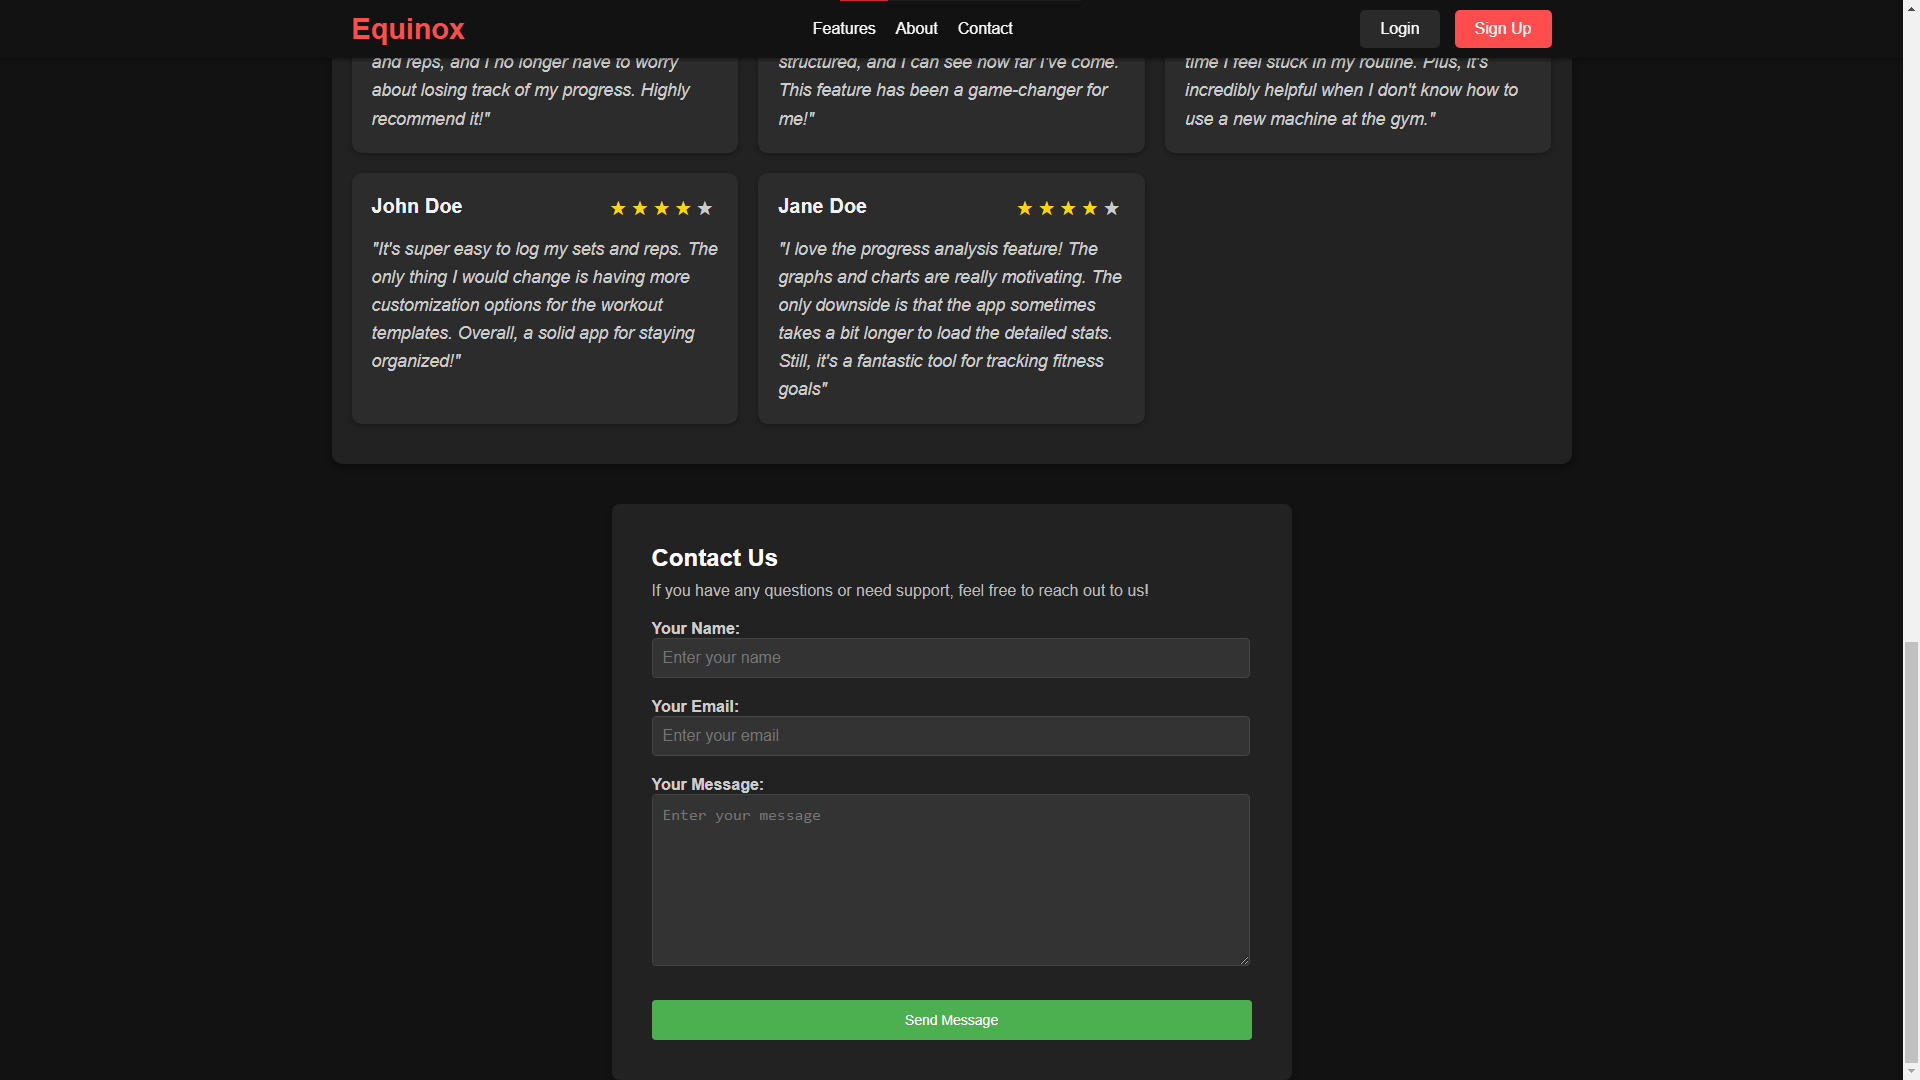 Equinox
Features About Contact
Login Sign Up
and reps, and I no longer have to worry
about losing track of my progress. Highly
recommend it!"
structured, and I can see how far I've come.
This feature has been a game-changer for
me!"
time I feel stuck in my routine. Plus, it's
incredibly helpful when I don't know how to
use a new machine at the gym."
John Doe
"It's super easy to log my sets and reps. The
only thing I would change is having more
customization options for the workout
templates. Overall, a solid app for staying
organized!"
Jane Doe
"I love the progress analysis feature! The
graphs and charts are really motivating. The
only downside is that the app sometimes
takes a bit longer to load the detailed stats.
Still, it's a fantastic tool for tracking fitness
goals"
Contact Us
If you have any questions or need support, feel free to reach out to us!
Your Name:
Enter your name
Your Email:
Enter your email
Your Message:
Enter your message
Send Message